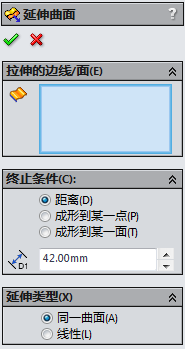 延伸曲面 ?
拉伸的边线/面(E)
终止条件(C):
距离(D)
成形到某一点(P)
成形到某一面(T)
D1 42.00mm
延伸类型(X)
同一曲面(A)
线性(L)